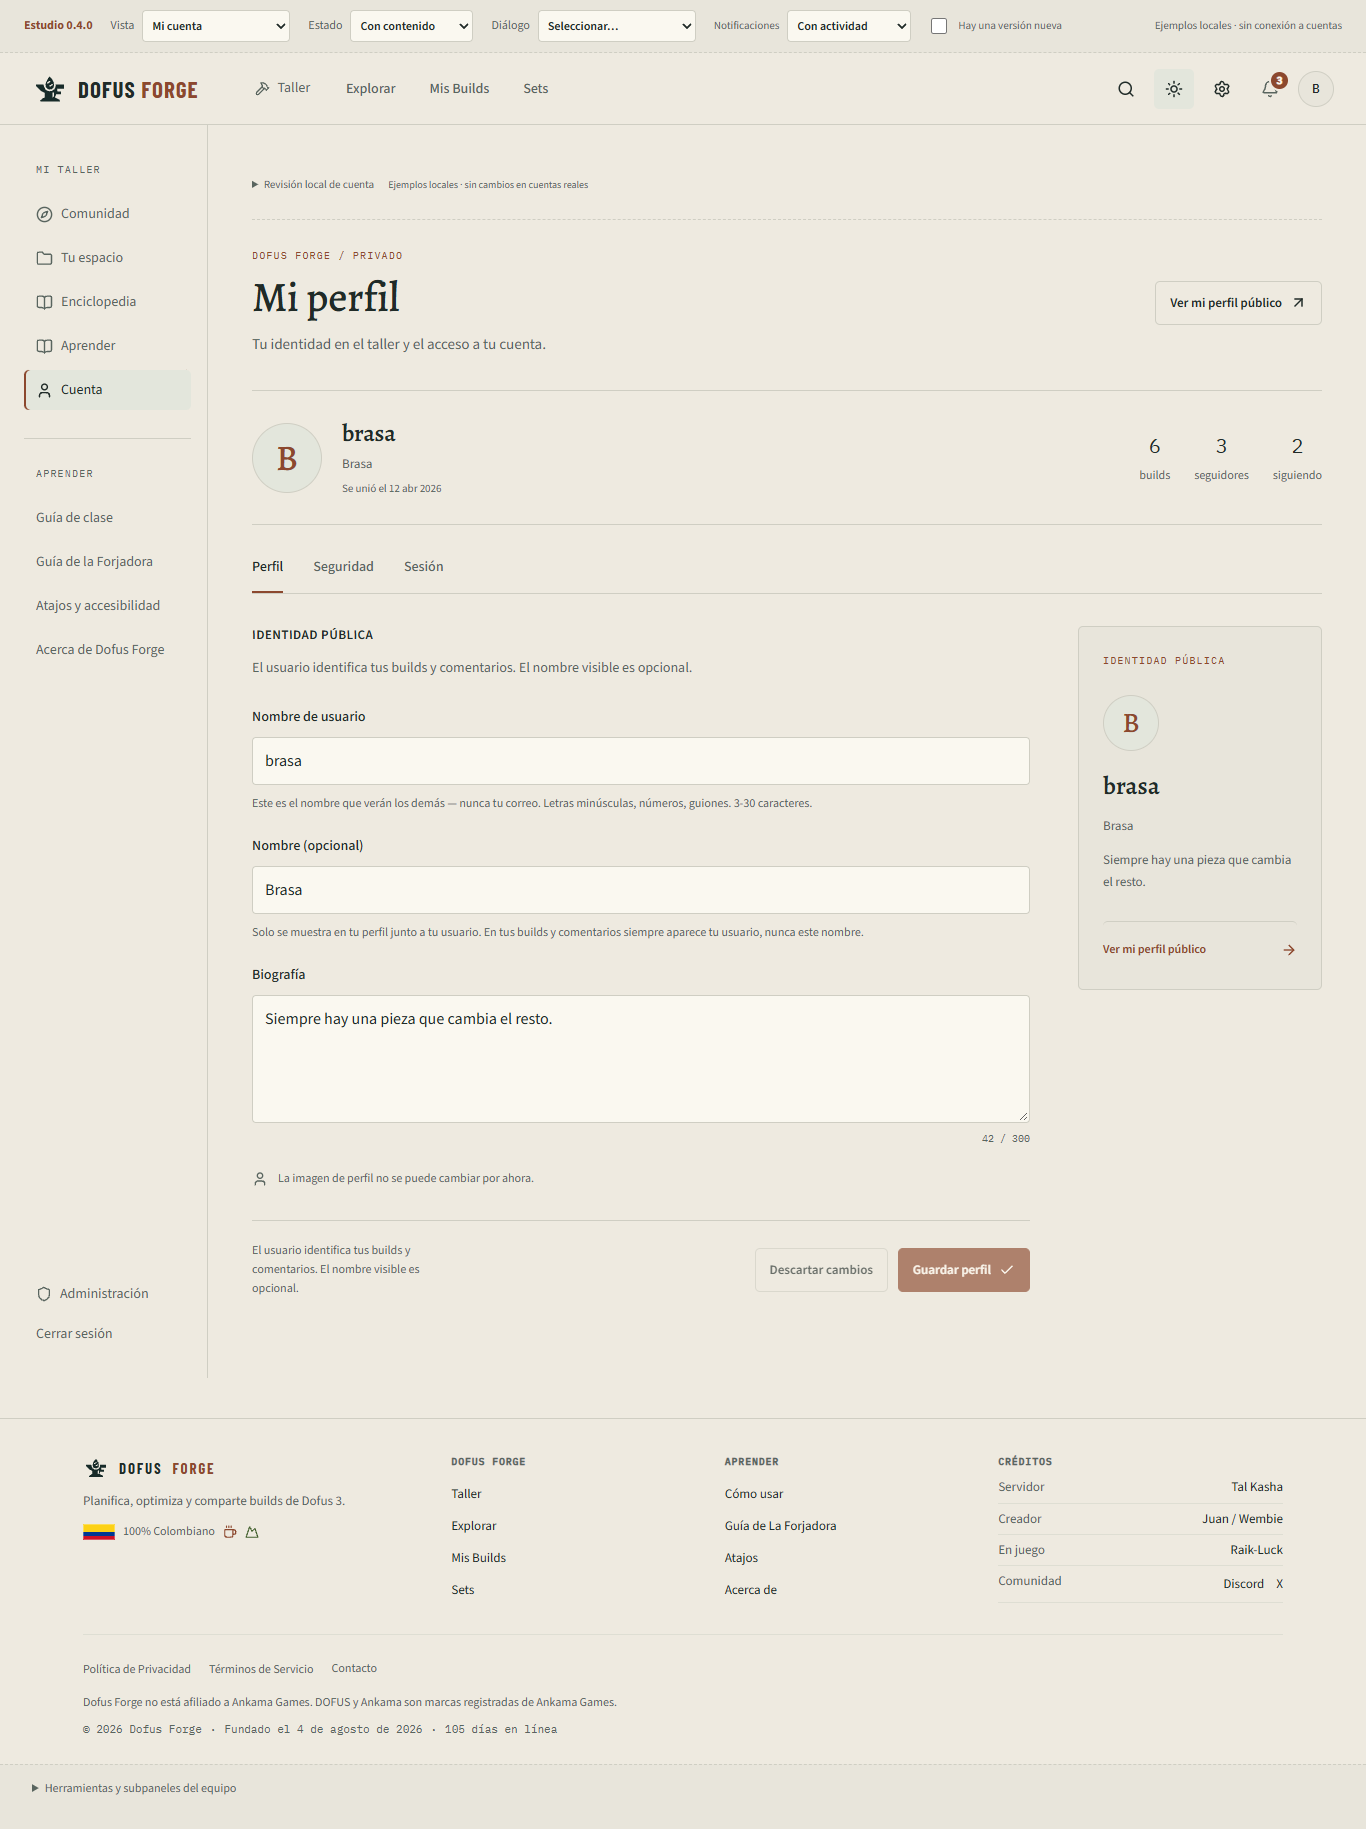 Estudio 0.4.0 Vista Mi cuenta Estado Con contenido Diálogo Seleccionar... Notificaciones Con actividad Hay una versión nueva Ejemplos locales · sin conexión a cuentas
DOFUS FORGE Taller Explorar Mis Builds Sets 3 B
MI TALLER
Comunidad
Tu espacio
Enciclopedia
Aprender
Cuenta
APRENDER
Guía de clase
Guía de la Forjadora
Atajos y accesibilidad
Acerca de Dofus Forge
Administración
Cerrar sesión
Revisión local de cuenta Ejemplos locales · sin cambios en cuentas reales
DOFUS FORGE / PRIVADO
Mi perfil
Ver mi perfil público
Tu identidad en el taller y el acceso a tu cuenta.
B
brasa
Brasa
Se unió el 12 abr 2026
6 3 2
builds seguidores siguiendo
Perfil Seguridad Sesión
IDENTIDAD PÚBLICA
El usuario identifica tus builds y comentarios. El nombre visible es opcional.
Nombre de usuario
brasa
Este es el nombre que verán los demás — nunca tu correo. Letras minúsculas, números, guiones. 3-30 caracteres.
Nombre (opcional)
Brasa
Solo se muestra en tu perfil junto a tu usuario. En tus builds y comentarios siempre aparece tu usuario, nunca este nombre.
Biografía
Siempre hay una pieza que cambia el resto.
42 / 300
La imagen de perfil no se puede cambiar por ahora.
El usuario identifica tus builds y
comentarios. El nombre visible es
opcional.
Descartar cambios Guardar perfil
IDENTIDAD PÚBLICA
B
brasa
Brasa
Siempre hay una pieza que cambia
el resto.
Ver mi perfil público
DOFUS FORGE
Planifica, optimiza y comparte builds de Dofus 3.
100% Colombiano
DOFUS FORGE
Taller
Explorar
Mis Builds
Sets
APRENDER
Cómo usar
Guía de La Forjadora
Atajos
Acerca de
CRÉDITOS
Servidor Tal Kasha
Creador Juan / Wembie
En juego Raik-Luck
Comunidad Discord X
Política de Privacidad Términos de Servicio Contacto
Dofus Forge no está afiliado a Ankama Games. DOFUS y Ankama son marcas registradas de Ankama Games.
© 2026 Dofus Forge · Fundado el 4 de agosto de 2026 · 105 días en línea
Herramientas y subpaneles del equipo